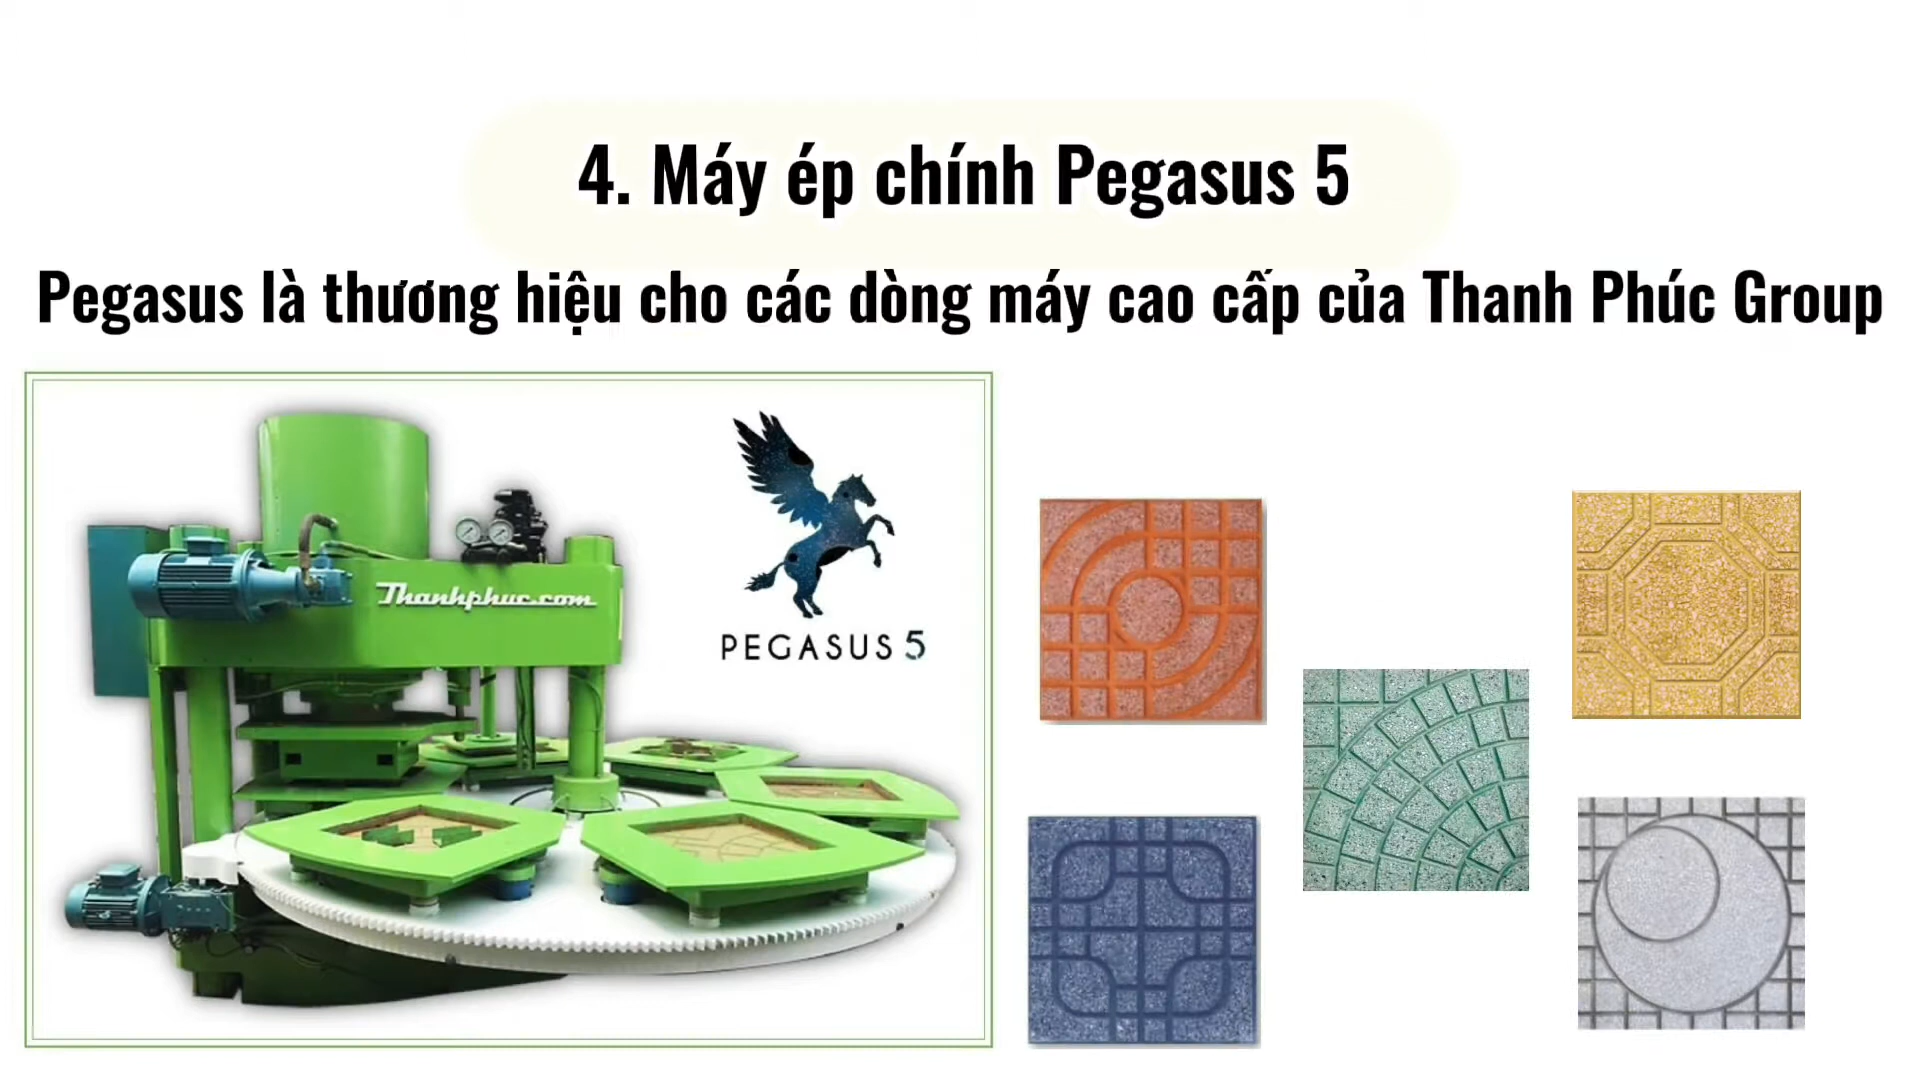 4. Máy ép chính Pegasus 5
Pegasus là thương hiệu cho các dòng máy cao cấp của Thanh Phúc Group
Thanhphuc.com
PEGASUS 5